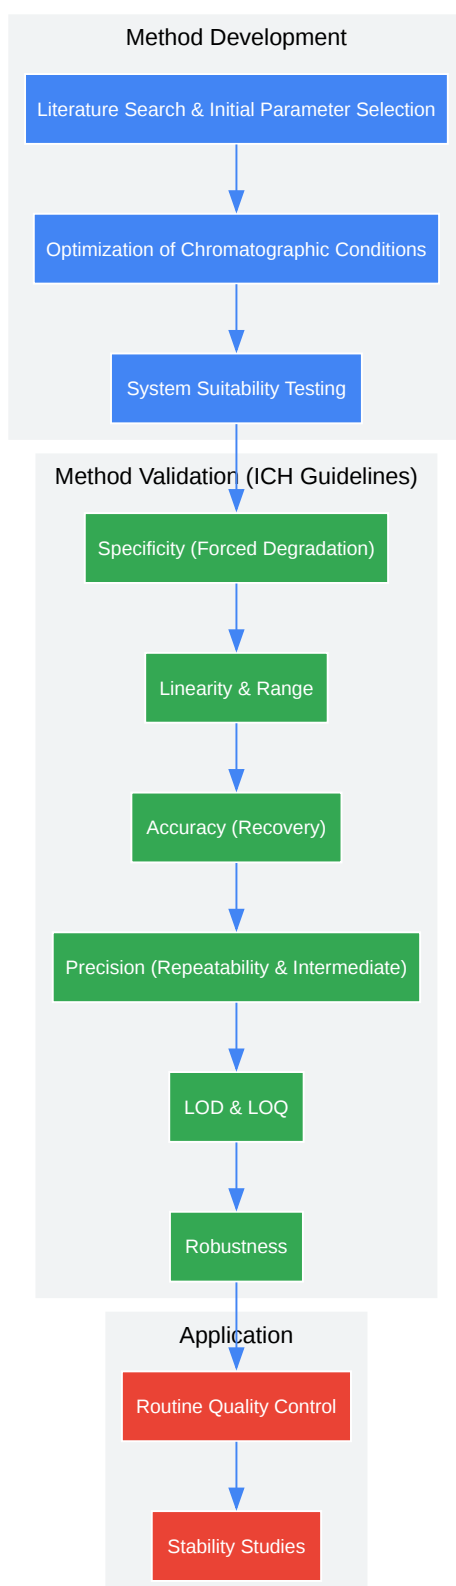 Method Development
Literature Search & Initial Parameter Selection
Optimization of Chromatographic Conditions
System Suitability Testing
Method Validation (ICH Guidelines)
Specificity (Forced Degradation)
Linearity & Range
Accuracy (Recovery)
Precision (Repeatability & Intermediate)
LOD & LOQ
Robustness
Application
Routine Quality Control
Stability Studies